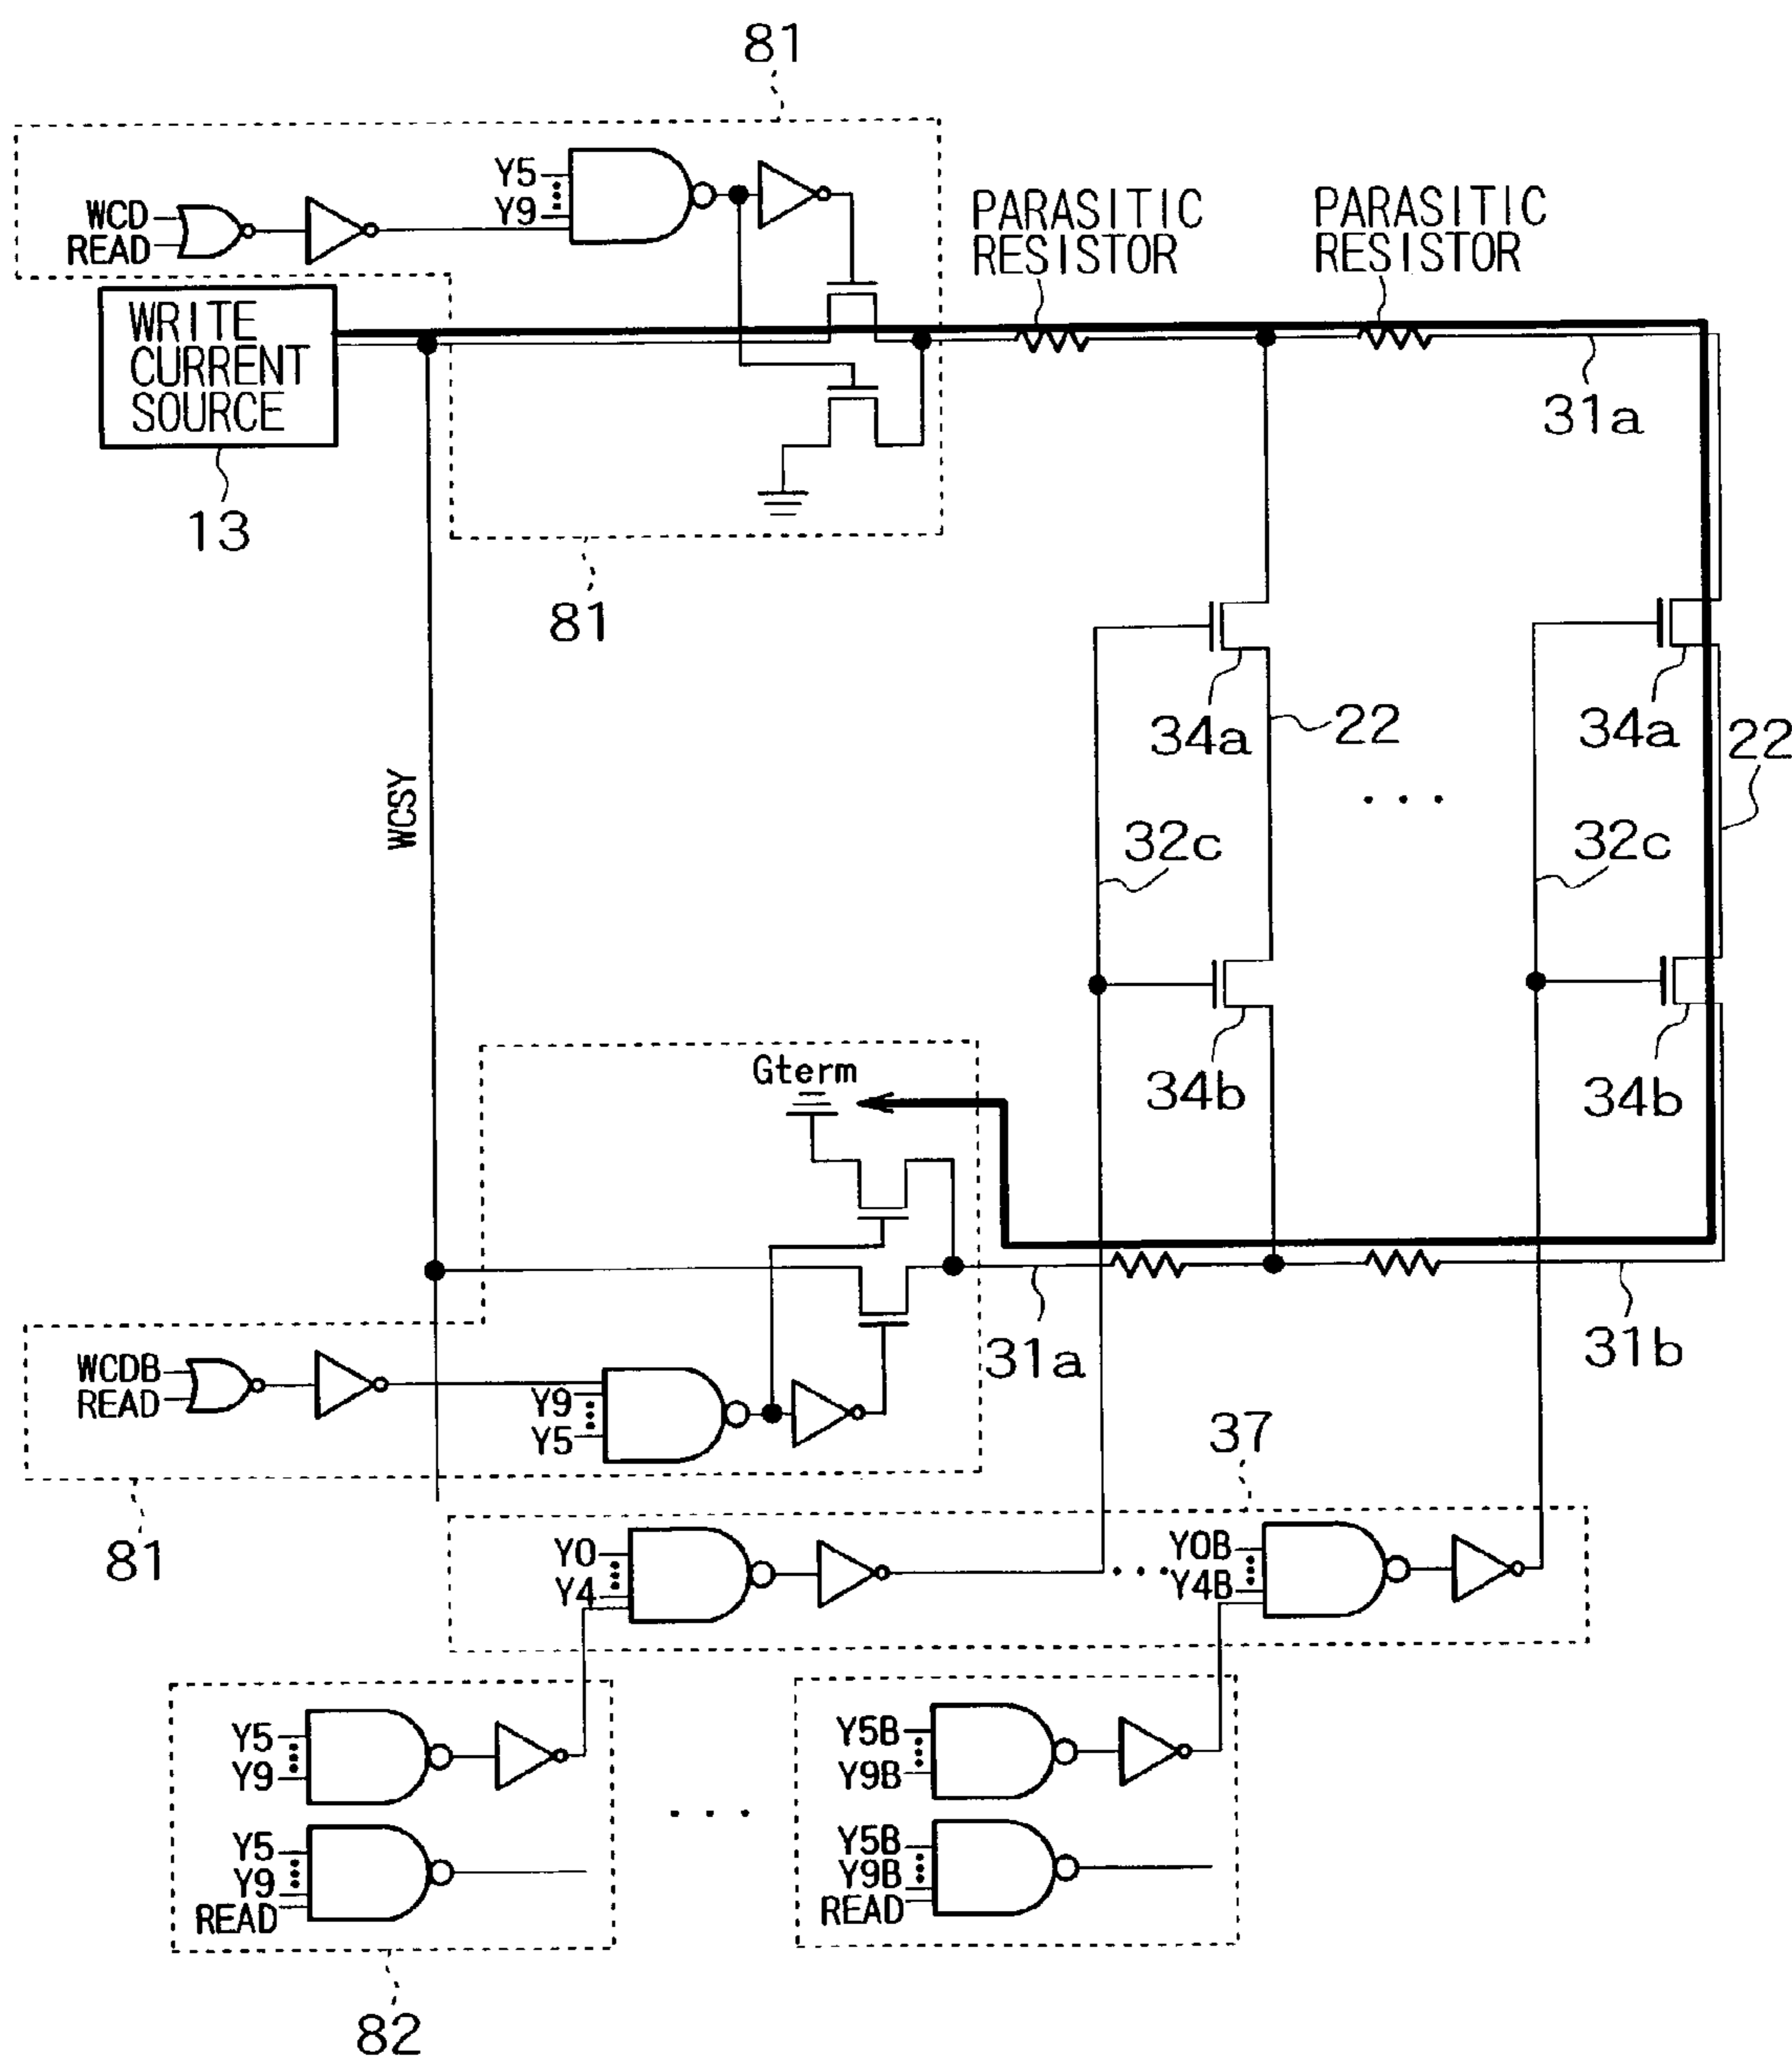 81
Y5
Y9
WCD
READ
PARASITIC
RESISTOR
PARASITIC
RESISTOR
WRITE
CURRENT
SOURCE
31a
13
81
34a
22
34a
22
WCSY
32c
32c
Gterm
34b
34b
WCDB
READ
Y9
Y5
31a
31b
37
81
Y0
Y4
Y0B
Y4B
Y5
Y9
Y5B
Y9B
Y5
Y9
READ
Y5B
Y9B
READ
82